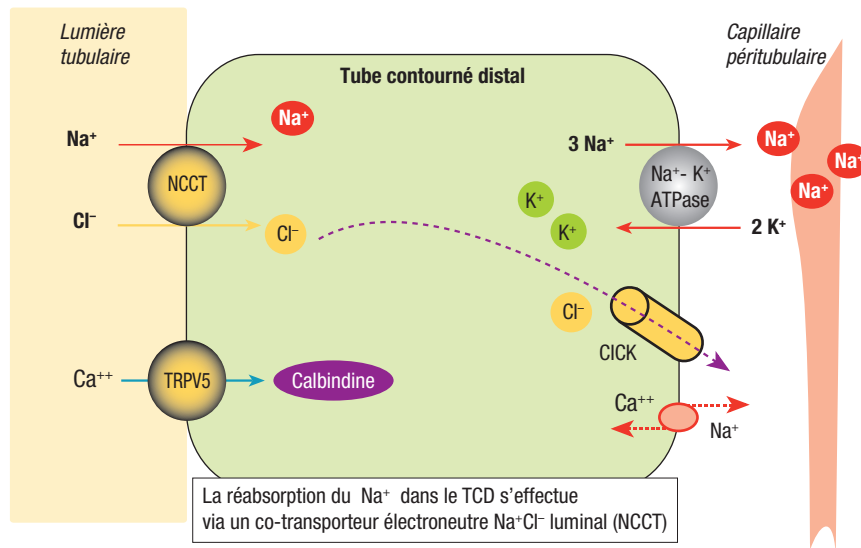 Lumière
tubulaire
Capillaire
péritubulaire
Tube contourné distal
Na⁺
Na⁺
3 Na⁺
Na⁺
Na⁺
Na⁺
NCCT
Na⁺- K⁺
ATPase
K⁺
K⁺
2 K⁺
Cl⁻
Cl⁻
Cl⁻
ClCK
Ca⁺⁺
TRPV5
Calbindine
Ca⁺⁺
Na⁺
La réabsorption du Na⁺ dans le TCD s’effectue
via un co-transporteur électroneutre Na⁺Cl⁻ luminal (NCCT)